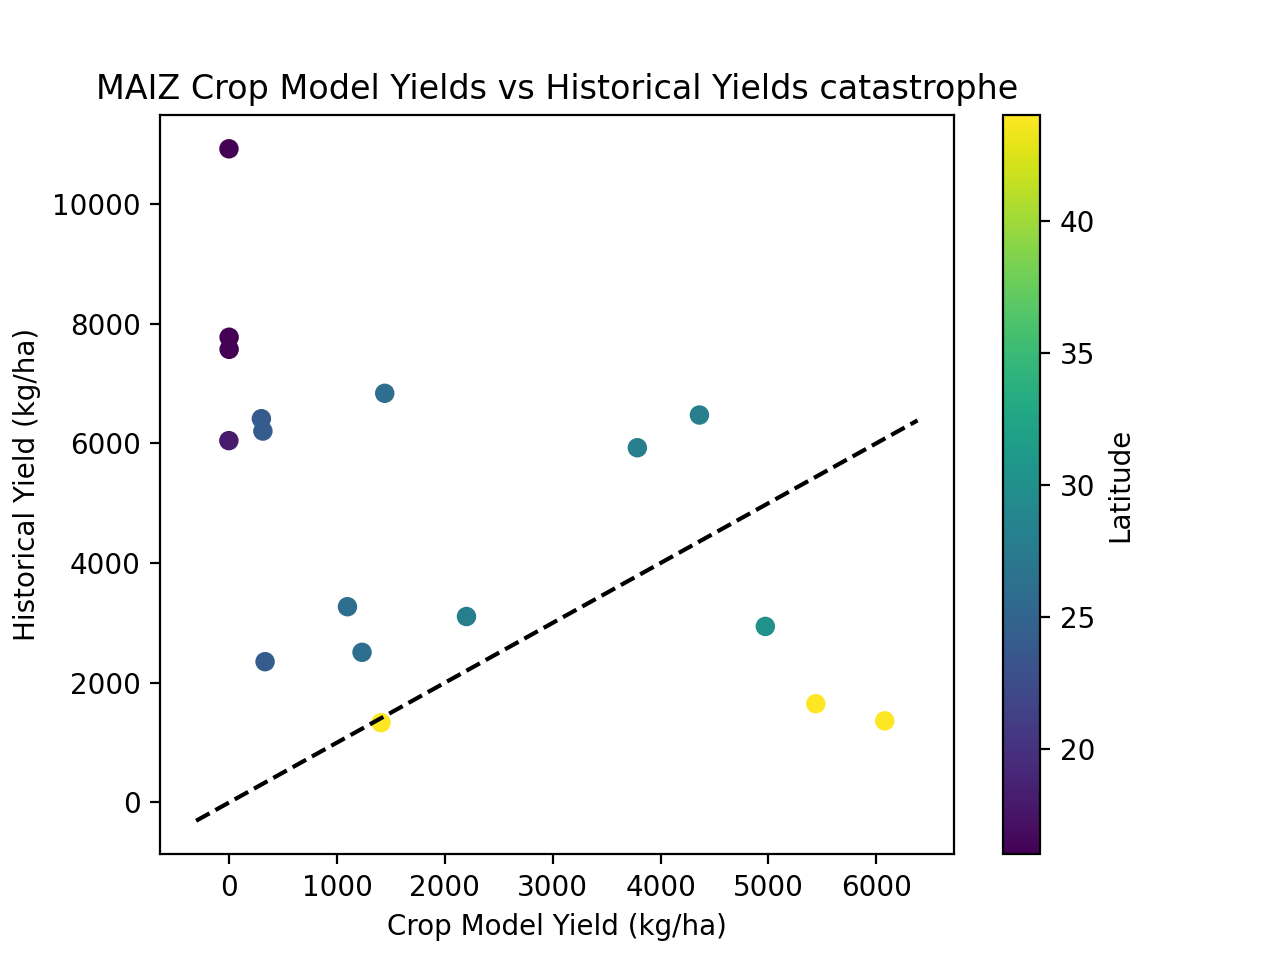 MAIZ Crop Model Yields vs Historical Yields catastrophe
Historical Yield (kg/ha)
10000
8000
6000
4000
2000
0
0 1000 2000 3000 4000 5000 6000
Crop Model Yield (kg/ha)
40
35
30
25
20
Latitude